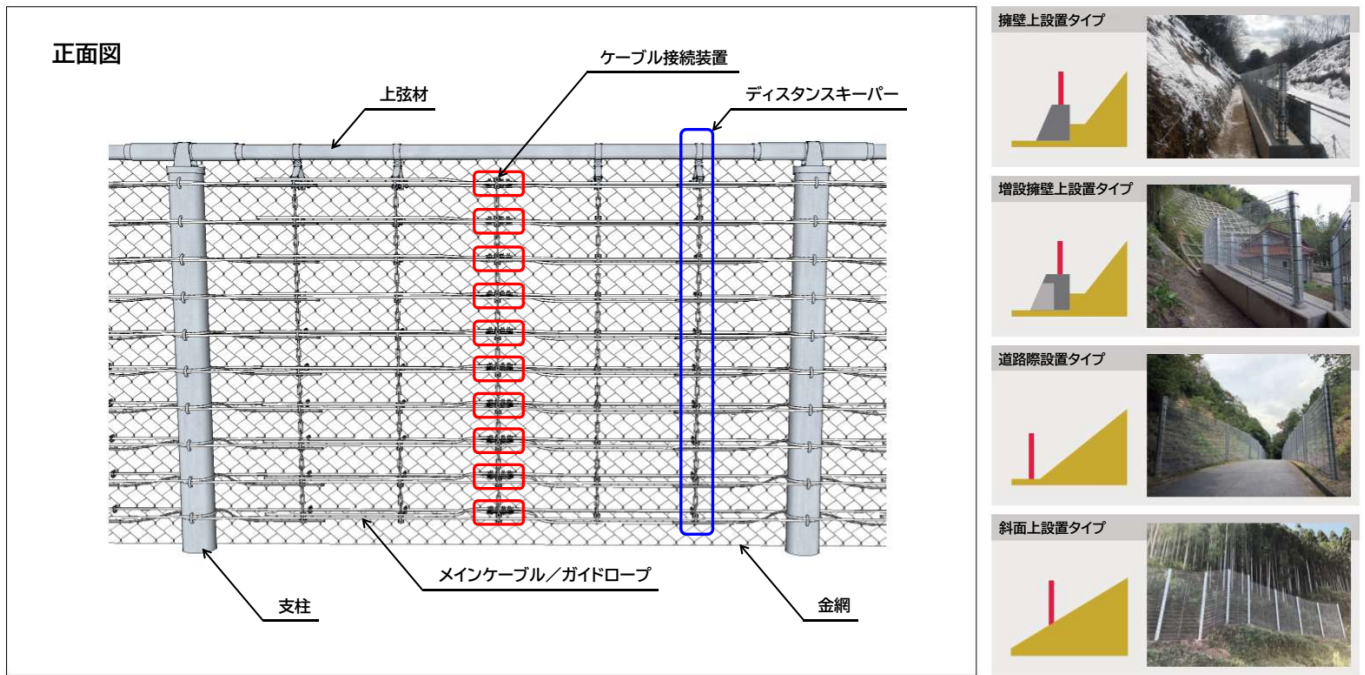 正面図
ケーブル接続装置
上弦材
ディスタンスキーパー
メインケーブル／ガイドロープ
支柱
金網
擁壁上設置タイプ
増設擁壁上設置タイプ
道路際設置タイプ
斜面上設置タイプ